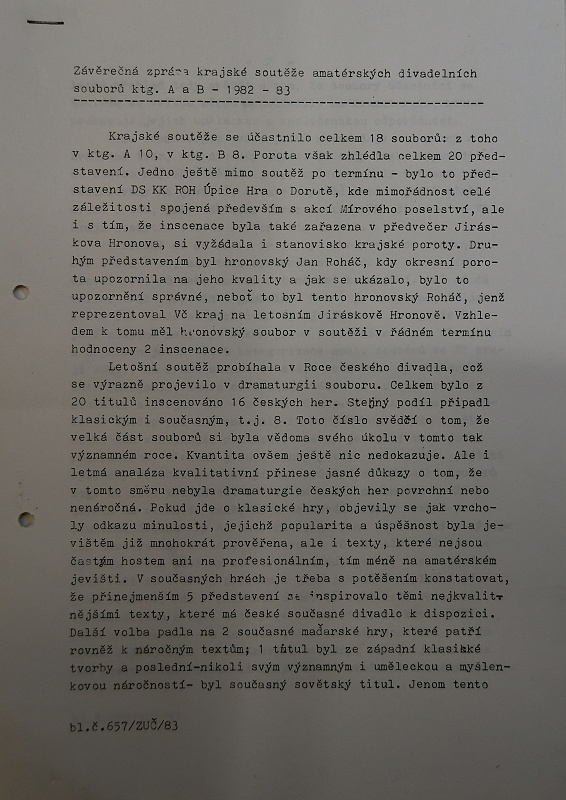 Závěrečná zpráva krajské soutěže amatérských divadelních
souborů ktg. A a B - 1982 - 83
Krajské soutěže se účastnilo celkem 18 souborů: z toho
v ktg. A 10, v ktg. B 8. Porota však zhlédla celkem 20 před-
stavení. Jedno ještě mimo soutěž po termínu - bylo to před-
stavení DS KK ROH Úpice Hra o Dorotě, kde mimořádnost celé
záležitosti spojená především s akcí Mírového poselství, ale
i s tím, že inscenace byla také zařazena v předvečer Jirás-
kova Hronova, si vyžádala i stanovisko krajské poroty. Dru-
hým představením byl hronovský Jan Roháč, kdy okresní poro-
ta upozornila na jeho kvality a jak se ukázalo, bylo to
upozornění správné, neboť to byl tento hronovský Roháč, jenž
reprezentoval Vč kraj na letošním Jiráskově Hronově. Vzhle-
dem k tomu měl hronovský soubor v soutěži v řádném termínu
hodnoceny 2 inscenace.
Letošní soutěž probíhala v Roce českého divadla, což
se výrazně projevilo v dramaturgii souboru. Celkem bylo z
20 titulů inscenováno 16 českých her. Stejný podíl připadl
klasickým i současným, t.j. 8. Toto číslo svědčí o tom, že
velká část souborů si byla vědoma svého úkolu v tomto tak
významném roce. Kvantita ovšem ještě nic nedokazuje. Ale i
letmá analáza kvalitativní přinese jasné důkazy o tom, že
v tomto směru nebyla dramaturgie českých her povrchní nebo
nenáročná. Pokud jde o klasické hry, objevily se jak vrcho-
ly odkazu minulosti, jejichž popularita a úspěšnost byla je-
vištěm již mnohokrát prověřena, ale i texty, které nejsou
častým hostem ani na profesionálním, tím méně na amatérském
jevišti. V současných hrách je třeba s potěšením konstatovat,
že přinejmenším 5 představení se inspirovalo těmi nejkvalit-
nějšími texty, které má české současné divadlo k dispozici.
Další volba padla na 2 současné maďarské hry, které patří
rovněž k náročným textům; 1 titul byl ze západní klasické
tvorby a poslední-nikoli svým významným i uměleckou a myšlen-
kovou náročností- byl současný sovětský titul. Jenom tento
bl.č.657/ZUČ/83